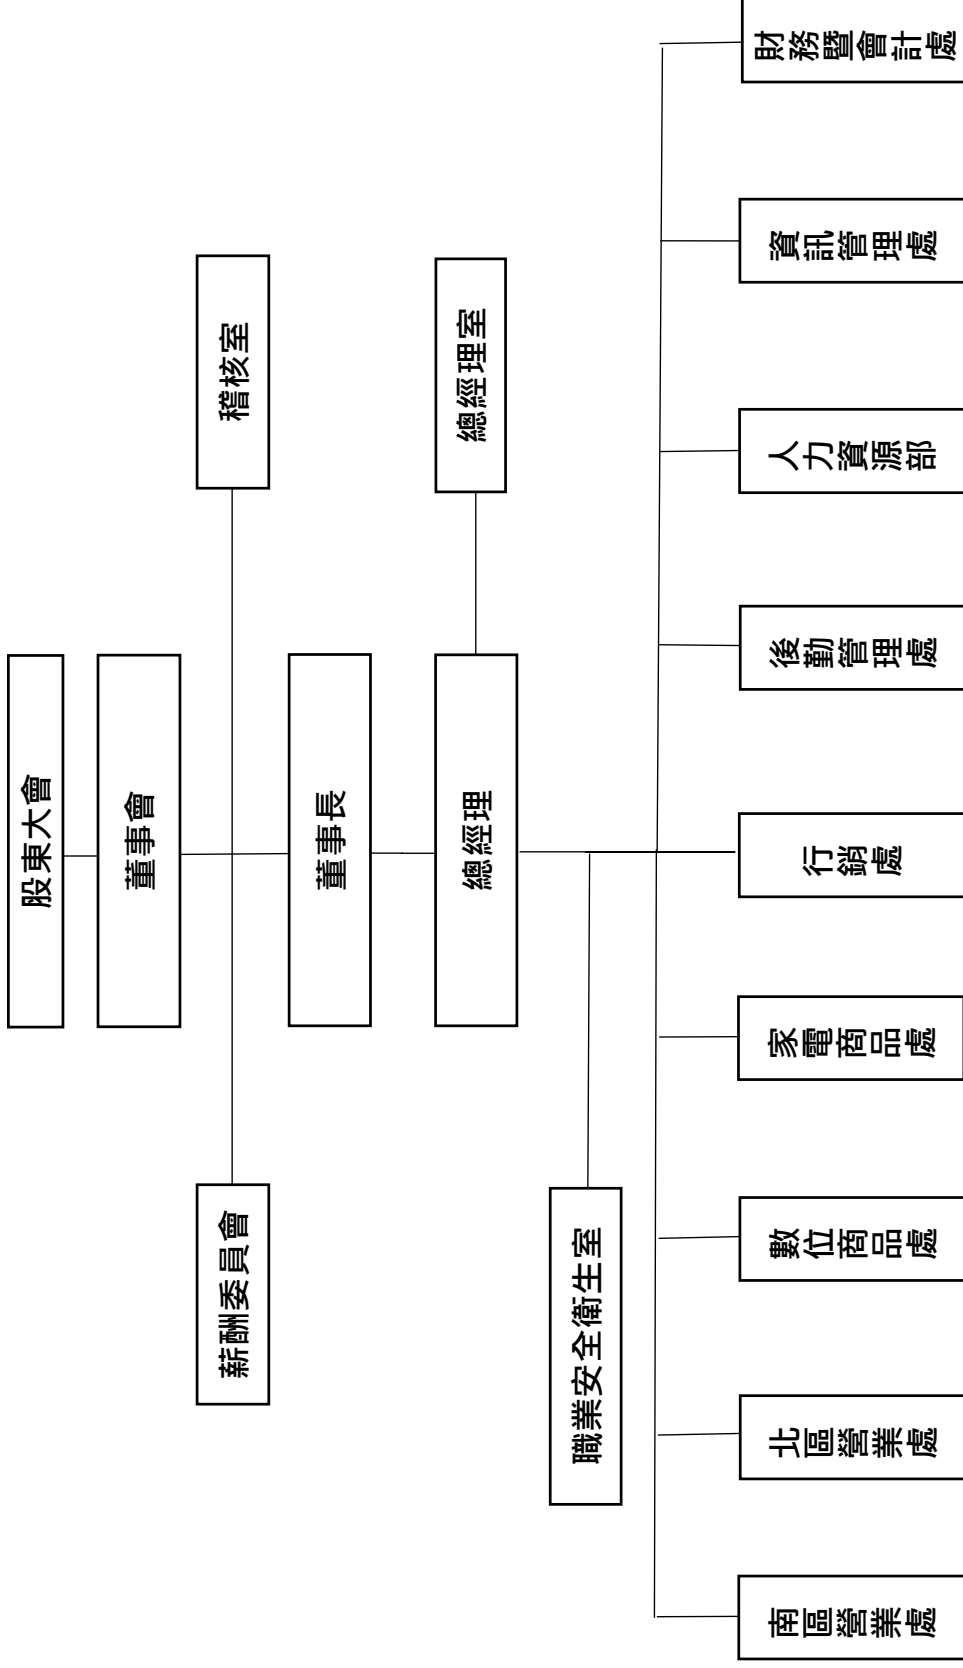 股東大會
董事會
薪酬委員會
稽核室
董事長
總經理
總經理室
職業安全衛生室
南區營業處
北區營業處
數位商品處
家電商品處
行銷處
後勤管理處
人力資源部
資訊管理處
財務暨會計處